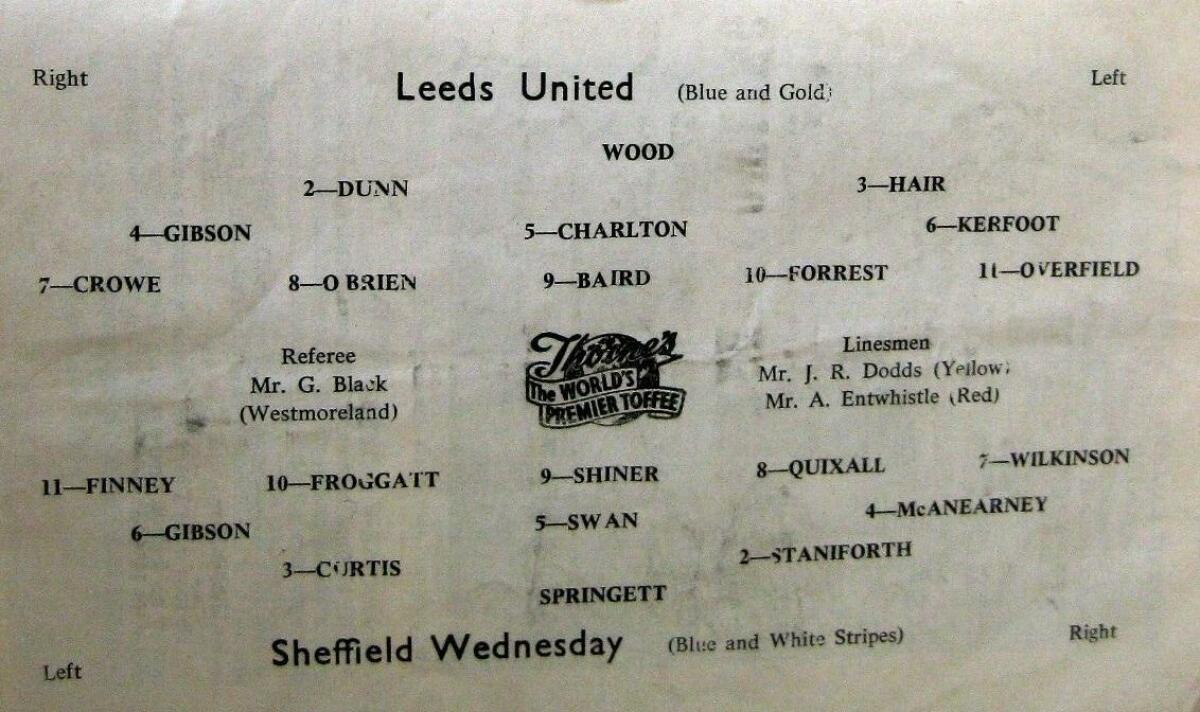 Right Leeds United (Blue and Gold) Left
WOOD
2—DUNN 3—HAIR
4—GIBSON 5—CHARLTON 6—KERFOOT
7—CROWE 8—O BRIEN 9—BAIRD 10—FORREST 11—OVERFIELD
Referee
Mr. G. Black
(Westmoreland)
Thorne's
The WORLD'S
PREMIER TOFFEE
Linesmen
Mr. J. R. Dodds (Yellow)
Mr. A. Entwhistle (Red)
11—FINNEY 10—FROGGATT 9—SHINER 8—QUIXALL 7—WILKINSON
6—GIBSON 5—SWAN 4—McANEARNEY
3—CURTIS 2—STANIFORTH
SPRINGETT
Left Sheffield Wednesday (Blue and White Stripes) Right